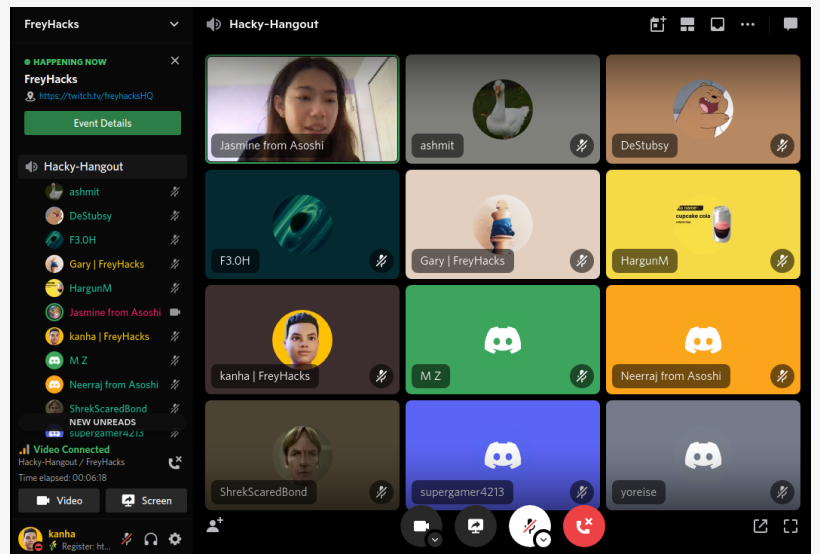 FreyHacks
HAPPENING NOW
FreyHacks
https://twitch.tv/freyhacksHQ
Event Details
Hacky-Hangout
ashmit
DeStubsy
F3.0H
Gary | FreyHacks
HargunM
Jasmine from Asoshi
kanha | FreyHacks
M Z
Neerraj from Asoshi
ShrekScaredBond
NEW UNREADS
supergamer4213
Video Connected
Hacky-Hangout / FreyHacks
Time elapsed: 00:06:18
Video
Screen
kanha
Register: ht...
Hacky-Hangout
Jasmine from Asoshi
ashmit
DeStubsy
F3.0H
Gary | FreyHacks
cupcake cola
HargunM
kanha | FreyHacks
M Z
Neerraj from Asoshi
ShrekScaredBond
supergamer4213
yoreise